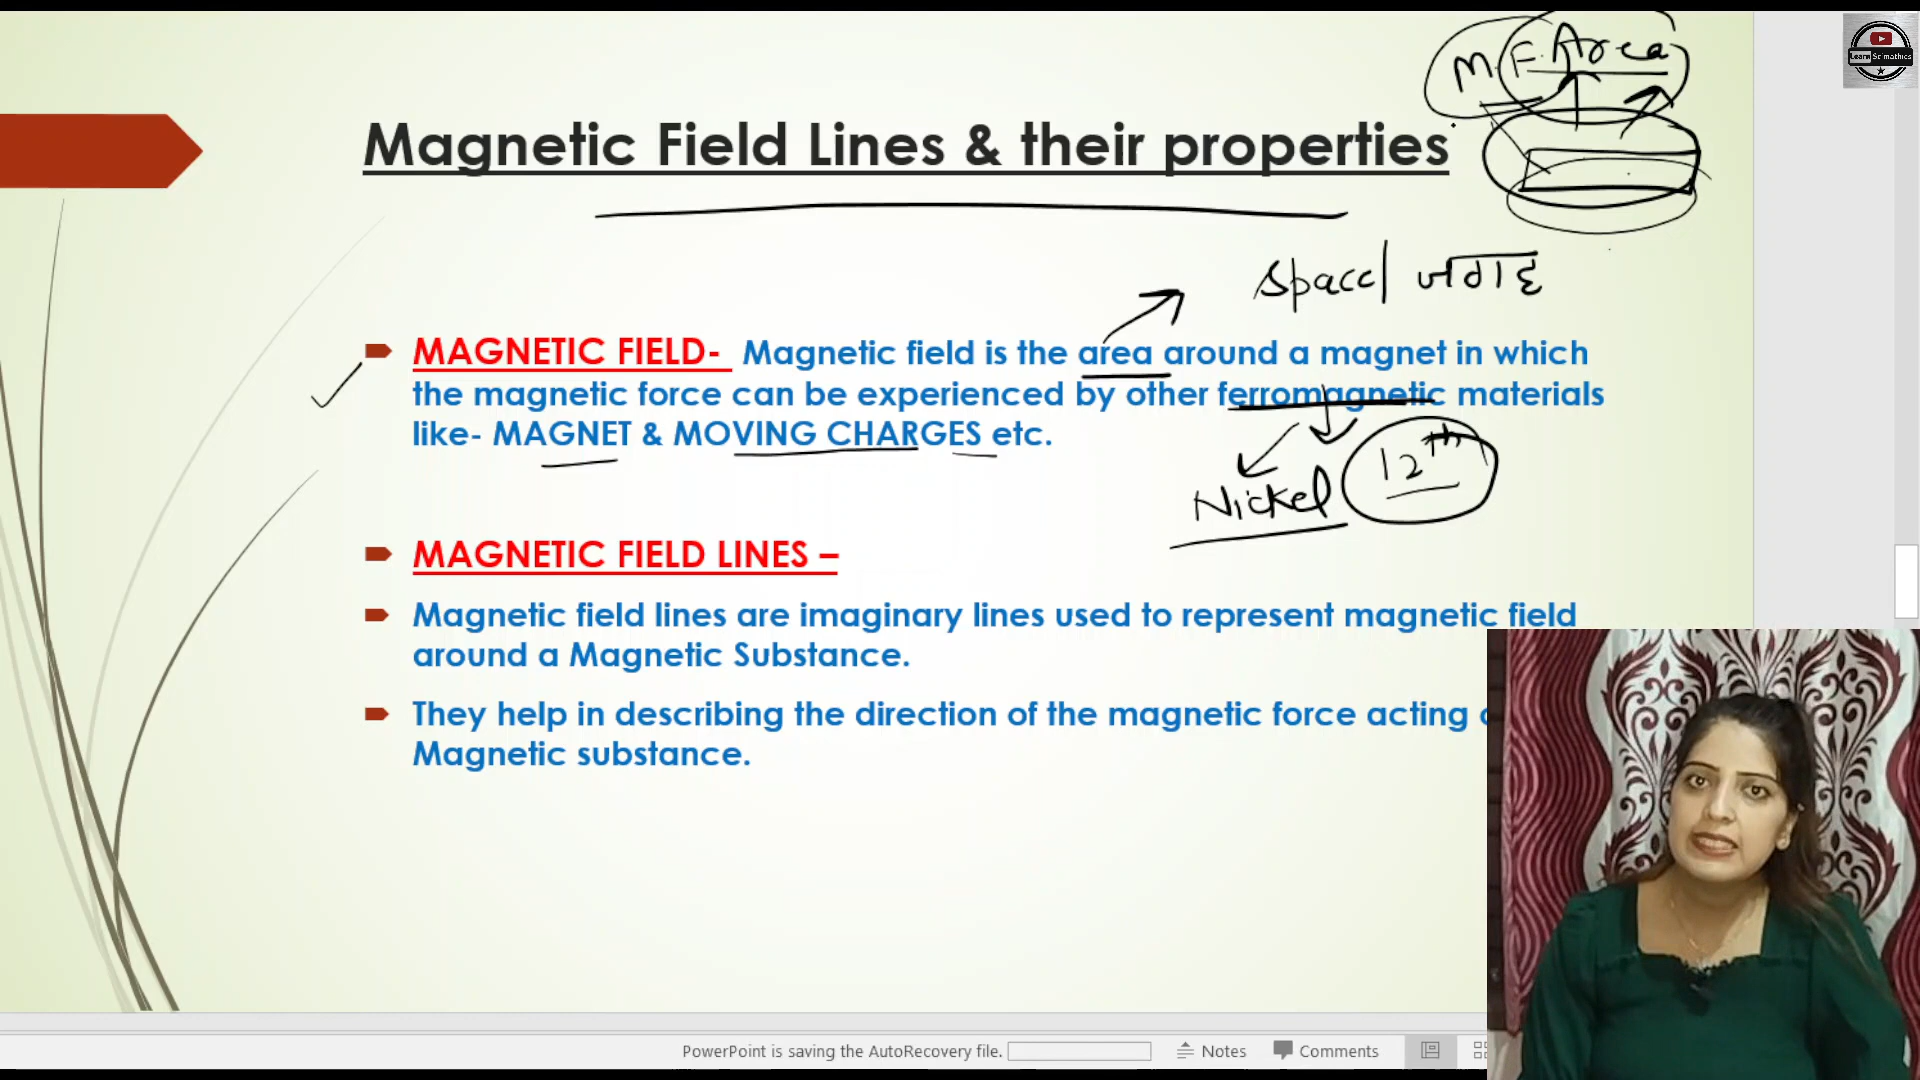 M.F. Area
Learn Sci'mathics
Magnetic Field Lines & their properties
Space/ जगह
MAGNETIC FIELD- Magnetic field is the area around a magnet in which
the magnetic force can be experienced by other ferromagnetic materials
like- MAGNET & MOVING CHARGES etc.
12th
Nickel
MAGNETIC FIELD LINES –
Magnetic field lines are imaginary lines used to represent magnetic field
around a Magnetic Substance.
They help in describing the direction of the magnetic force acting
Magnetic substance.
PowerPoint is saving the AutoRecovery file.
Notes
Comments